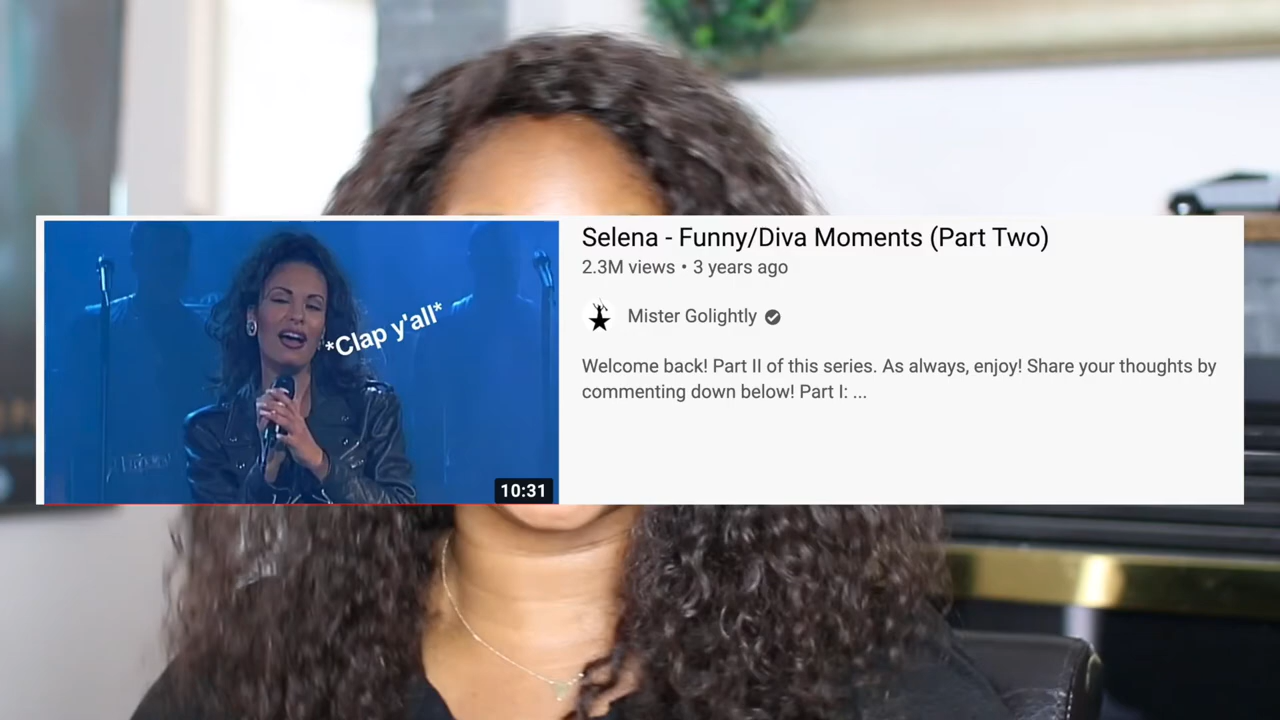 Selena - Funny/Diva Moments (Part Two)
2.3M views • 3 years ago
Mister Golightly
Welcome back! Part II of this series. As always, enjoy! Share your thoughts by
commenting down below! Part I: ...
*Clap y'all*
10:31